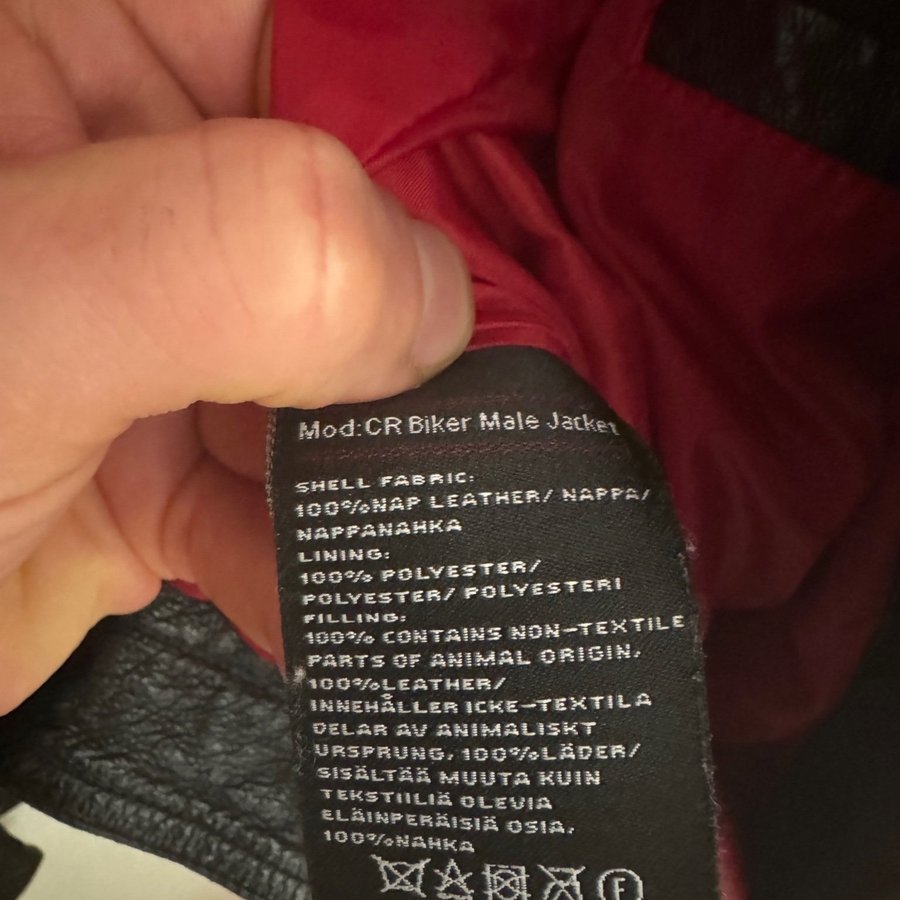 Mod:CR Biker Male Jacket
SHELL FABRIC:
100%NAP LEATHER/ NAPPA/
NAPPANAHKA
LINING:
100% POLYESTER/
POLYESTER/ POLYESTERI
FILLING:
100% CONTAINS NON-TEXTILE
PARTS OF ANIMAL ORIGIN.
100%LEATHER/
INNEHÅLLER ICKE-TEXTILA
DELAR AV ANIMALISKT
URSPRUNG. 100%LÄDER/
SISÄLTÄÄ MUUTA KUIN
TEKSTIILIÄ OLEVIA
ELÄINPERÄISIÄ OSIA.
100%NAHKA
F